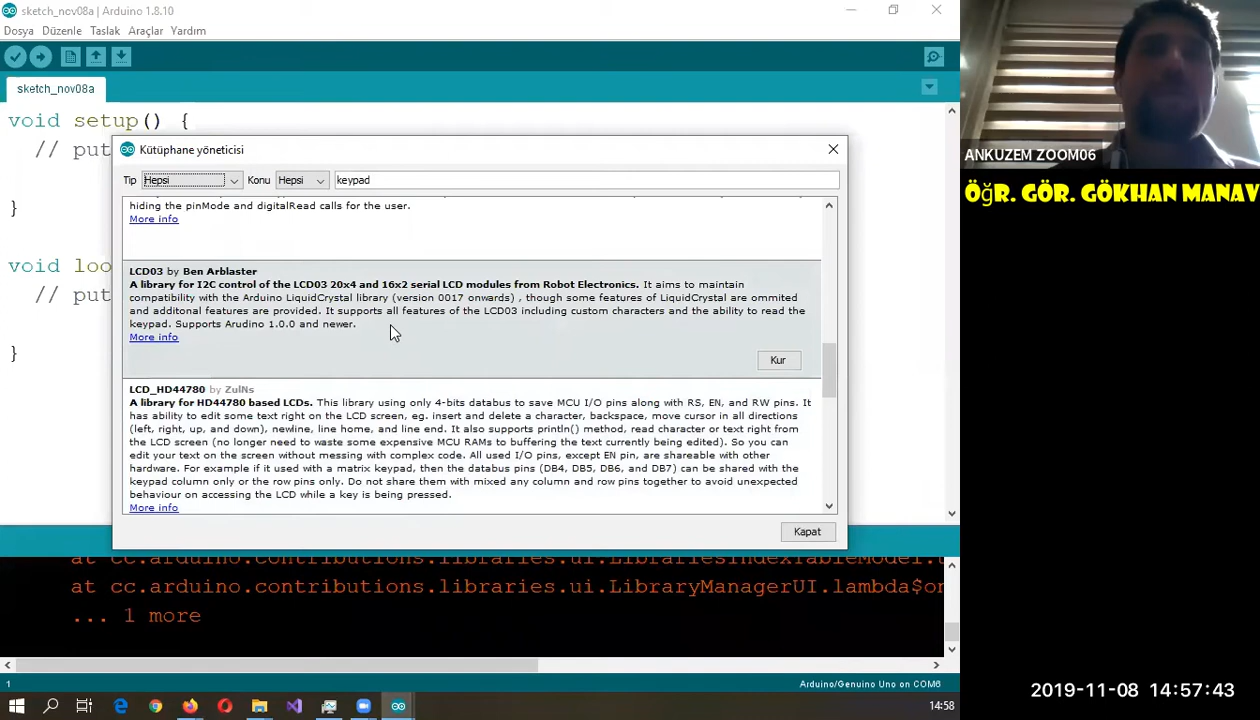 sketch_nov08a | Arduino 1.8.10
Dosya Düzenle Taslak Araçlar Yardım
sketch_nov08a
void setup() {
// put
}
void loo
// put
}
Kütüphane yöneticisi
Tip Hepsi Konu Hepsi keypad
hiding the pinMode and digitalRead calls for the user.
More info
LCD03 by Ben Arblaster
A library for I2C control of the LCD03 20x4 and 16x2 serial LCD modules from Robot Electronics. It aims to maintain
compatibility with the Arduino LiquidCrystal library (version 0017 onwards) , though some features of LiquidCrystal are ommited
and additonal features are provided. It supports all features of the LCD03 including custom characters and the ability to read the
keypad. Supports Arudino 1.0.0 and newer.
More info
Kur
LCD_HD44780 by ZulNs
A library for HD44780 based LCDs. This library using only 4-bits databus to save MCU I/O pins along with RS, EN, and RW pins. It
has ability to edit some text right on the LCD screen, eg. insert and delete a character, backspace, move cursor in all directions
(left, right, up, and down), newline, line home, and line end. It also supports println() method, read character or text right from
the LCD screen (no longer need to waste some expensive MCU RAMs to buffering the text currently being edited). So you can
edit your text on the screen without messing with complex code. All used I/O pins, except EN pin, are shareable with other
hardware. For example if it used with a matrix keypad, then the databus pins (DB4, DB5, DB6, and DB7) can be shared with the
keypad column only or the row pins only. Do not share them with mixed any column and row pins together to avoid unexpected
behaviour on accessing the LCD while a key is being pressed.
More info
Kapat
at cc.arduino.contributions.libraries.ui.LibrariesIndexTableModel.
at cc.arduino.contributions.libraries.ui.LibraryManagerUI.lambda$on
... 1 more
1
Arduino/Genuino Uno on COM6
14:58
ANKUZEM ZOOM06
ÖĞR. GÖR. GÖKHAN MANAV
2019-11-08 14:57:43